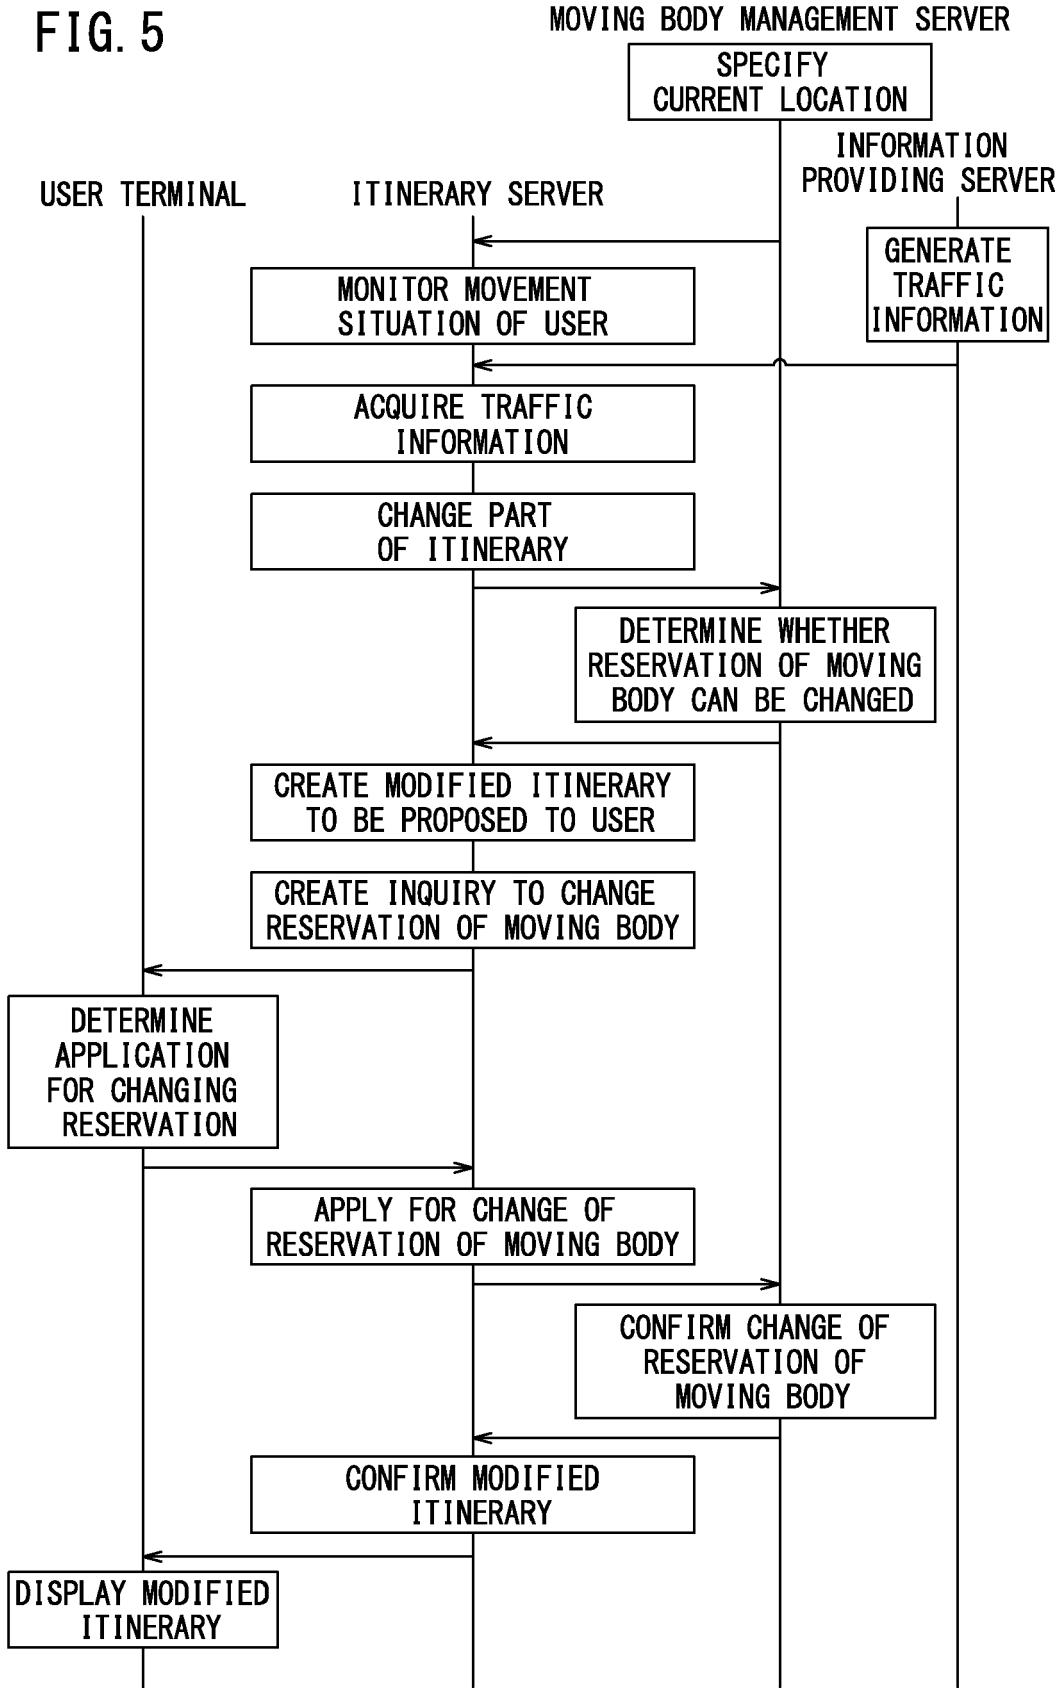 FIG. 5
MOVING BODY MANAGEMENT SERVER
SPECIFY
CURRENT LOCATION
INFORMATION
PROVIDING SERVER
USER TERMINAL
ITINERARY SERVER
GENERATE
TRAFFIC
INFORMATION
MONITOR MOVEMENT
SITUATION OF USER
ACQUIRE TRAFFIC
INFORMATION
CHANGE PART
OF ITINERARY
DETERMINE WHETHER
RESERVATION OF MOVING
BODY CAN BE CHANGED
CREATE MODIFIED ITINERARY
TO BE PROPOSED TO USER
CREATE INQUIRY TO CHANGE
RESERVATION OF MOVING BODY
DETERMINE
APPLICATION
FOR CHANGING
RESERVATION
APPLY FOR CHANGE OF
RESERVATION OF MOVING BODY
CONFIRM CHANGE OF
RESERVATION OF
MOVING BODY
CONFIRM MODIFIED
ITINERARY
DISPLAY MODIFIED
ITINERARY